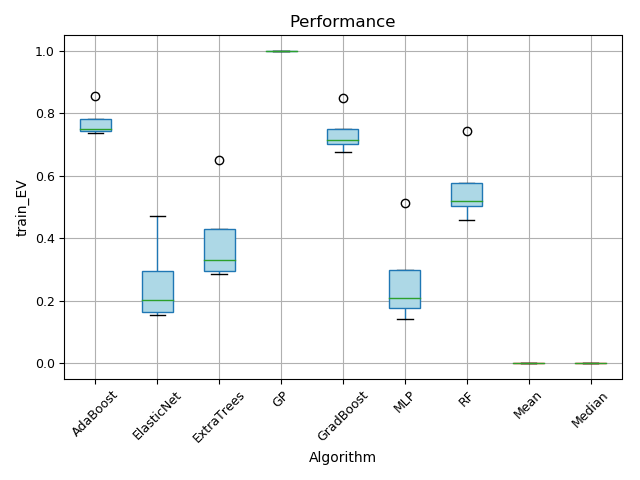 Performance
train_EV
1.0
0.8
0.6
0.4
0.2
0.0
AdaBoost
ElasticNet
ExtraTrees
GP
GradBoost
MLP
RF
Mean
Median
Algorithm